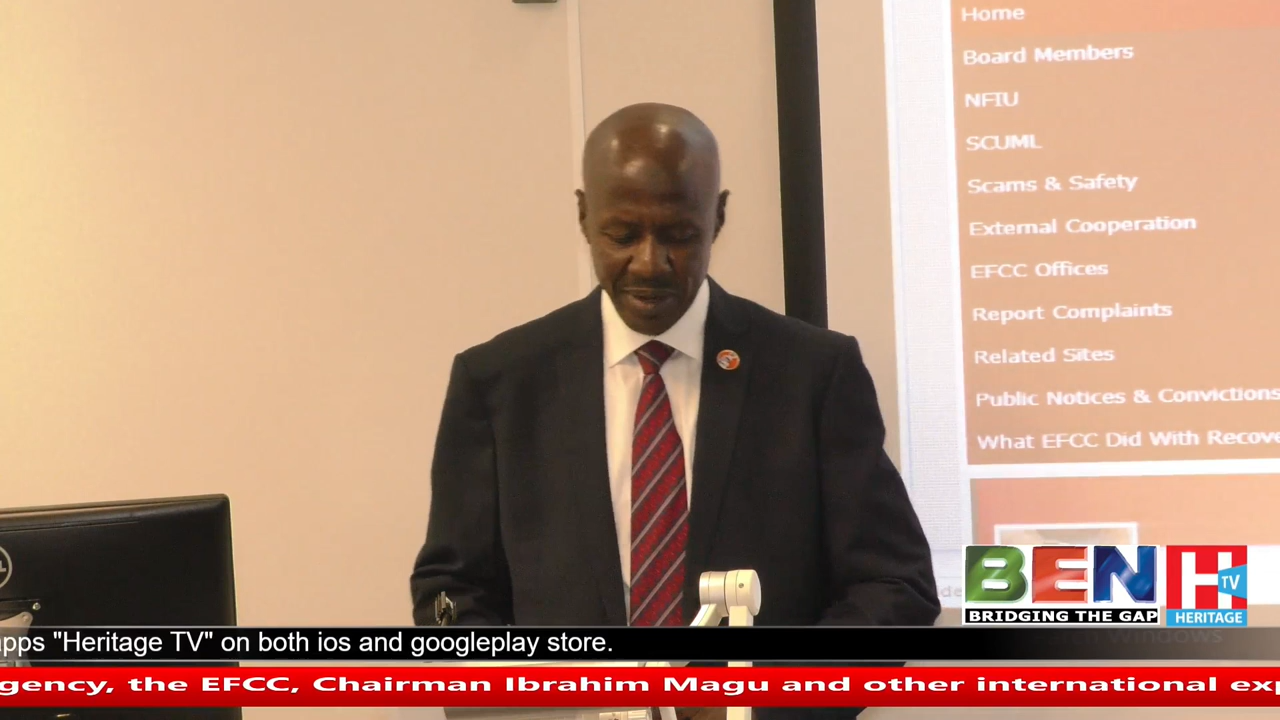 Home
Board Members
NFIU
SCUML
Scams & Safety
External Cooperation
EFCC Offices
Report Complaints
Related Sites
Public Notices & Convictions
What EFCC Did With
BEN
BRIDGING THE GAP
H
TV
HERITAGE
"Heritage TV" on both ios and googleplay store.
the EFCC, Chairman Ibrahim Magu and other international